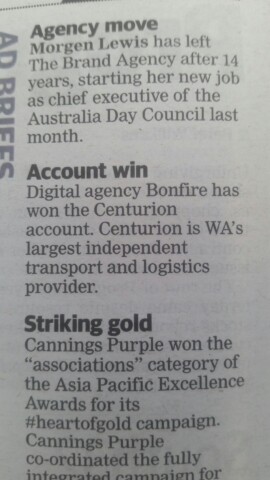 AD BRIEFS
Agency move
Morgen Lewis has left
The Brand Agency after 14
years, starting her new job
as chief executive of the
Australia Day Council last
month.
Account win
Digital agency Bonfire has
won the Centurion
account. Centurion is WA's
largest independent
transport and logistics
provider.
Striking gold
Cannings Purple won the
"associations" category of
the Asia Pacific Excellence
Awards for its
#heartofgold campaign.
Cannings Purple
co-ordinated the fully
integrated campaign for